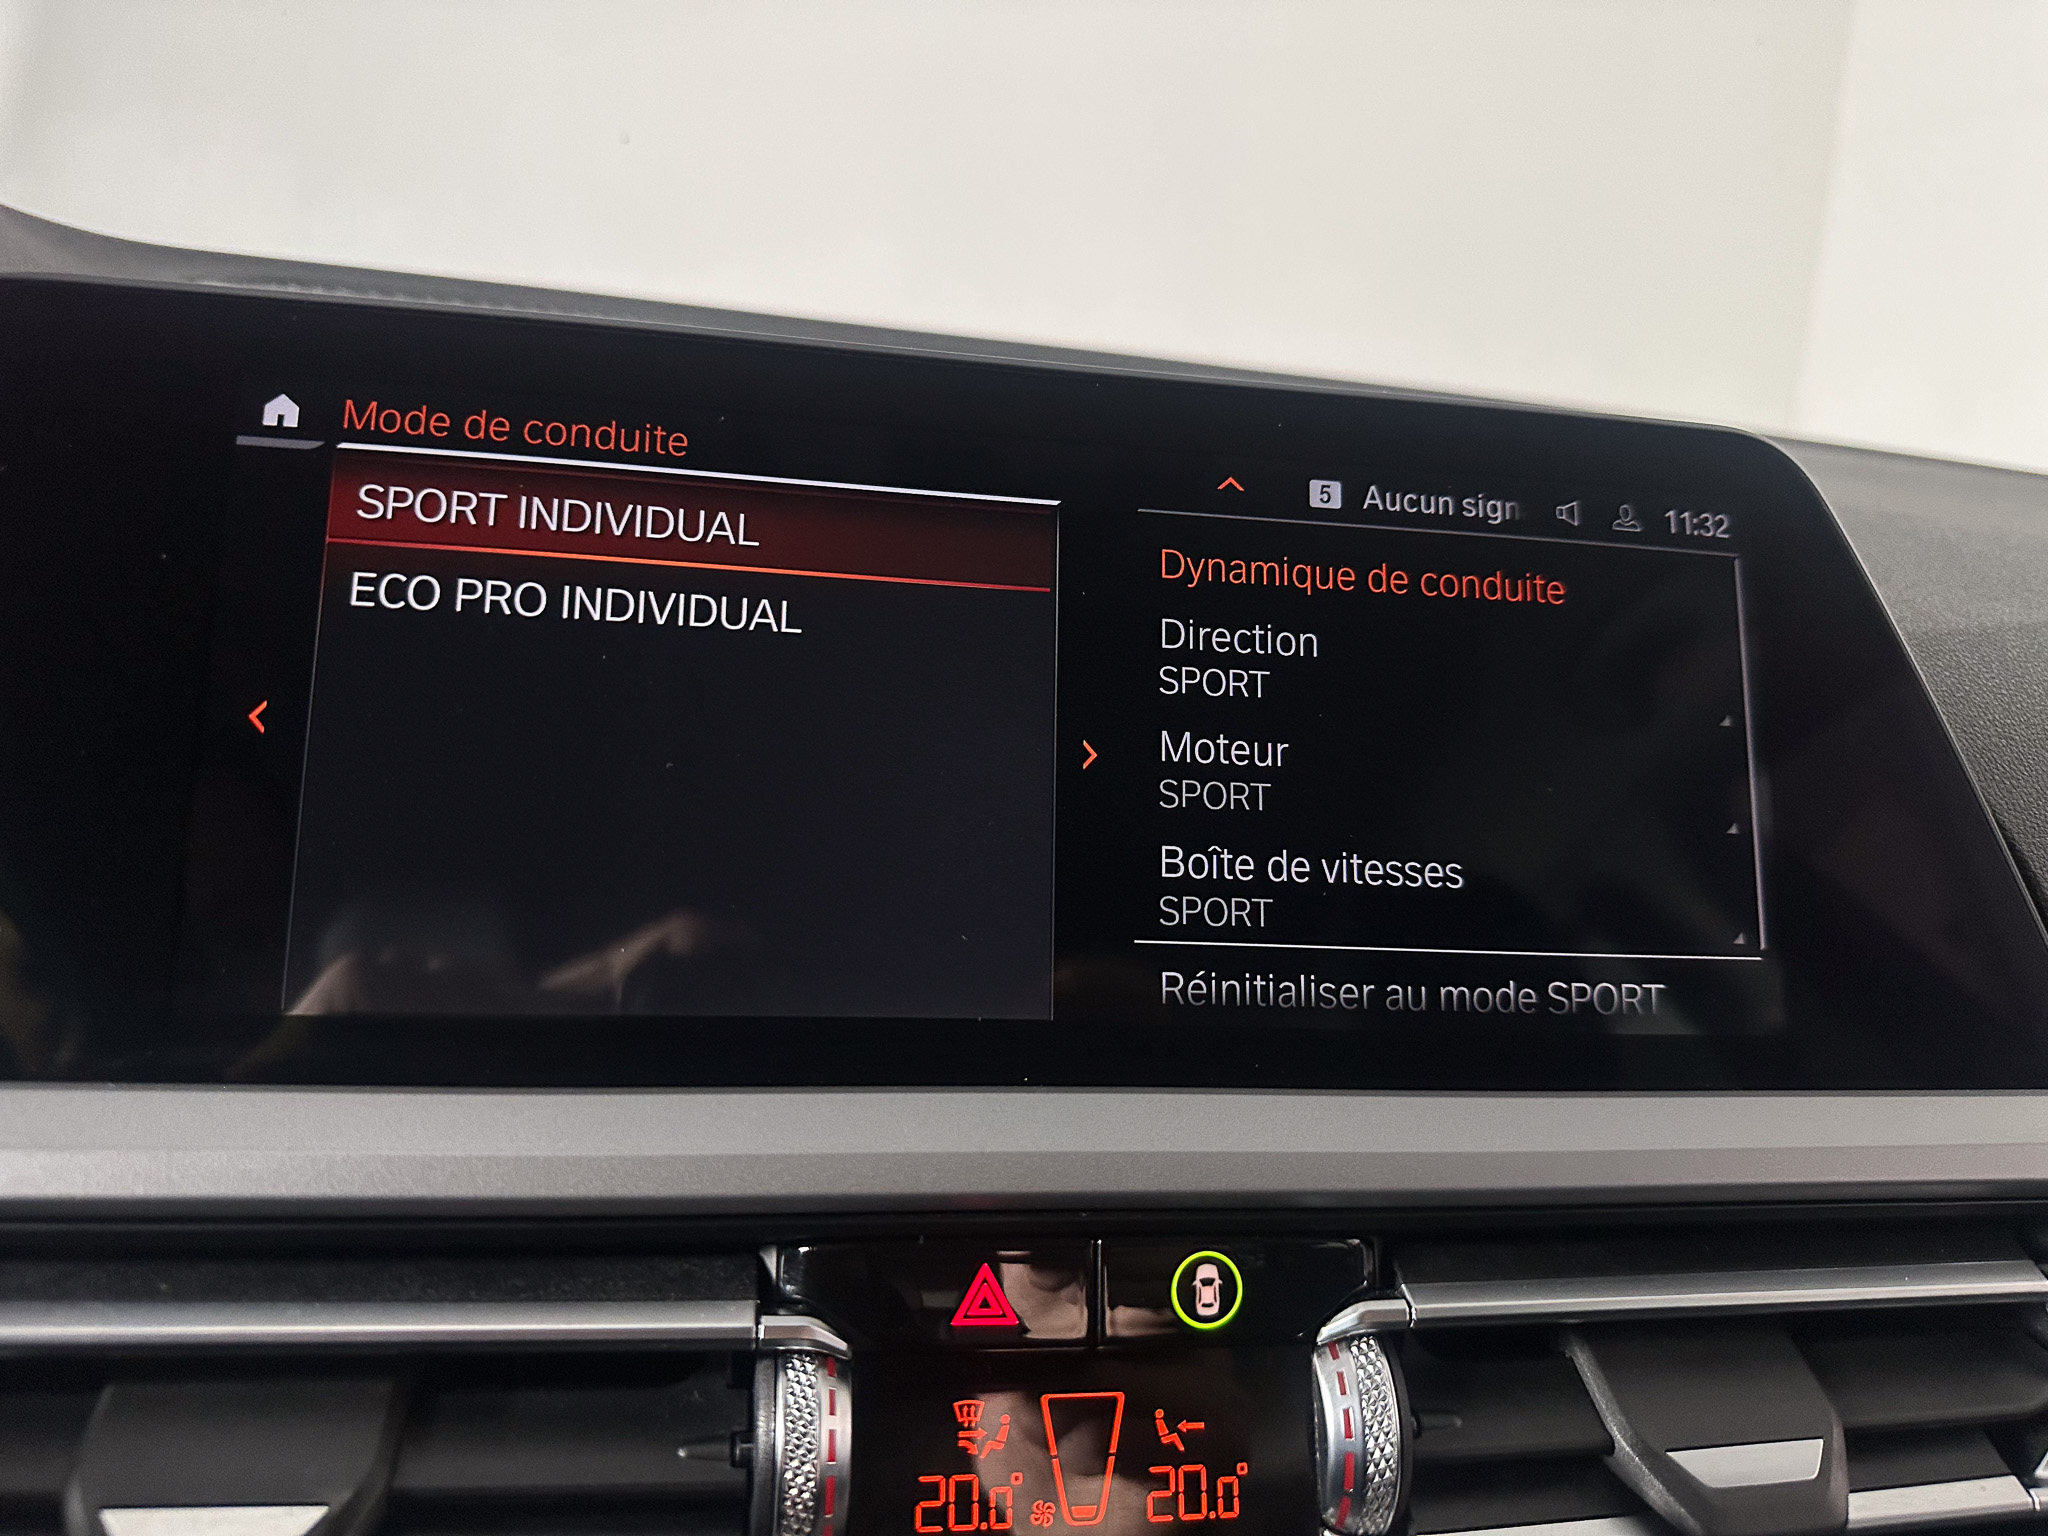 Mode de conduite
SPORT INDIVIDUAL
ECO PRO INDIVIDUAL
5 Aucun sign 11:32
Dynamique de conduite
Direction
SPORT
Moteur
SPORT
Boîte de vitesses
SPORT
Réinitialiser au mode SPORT
20.0° 20.0°